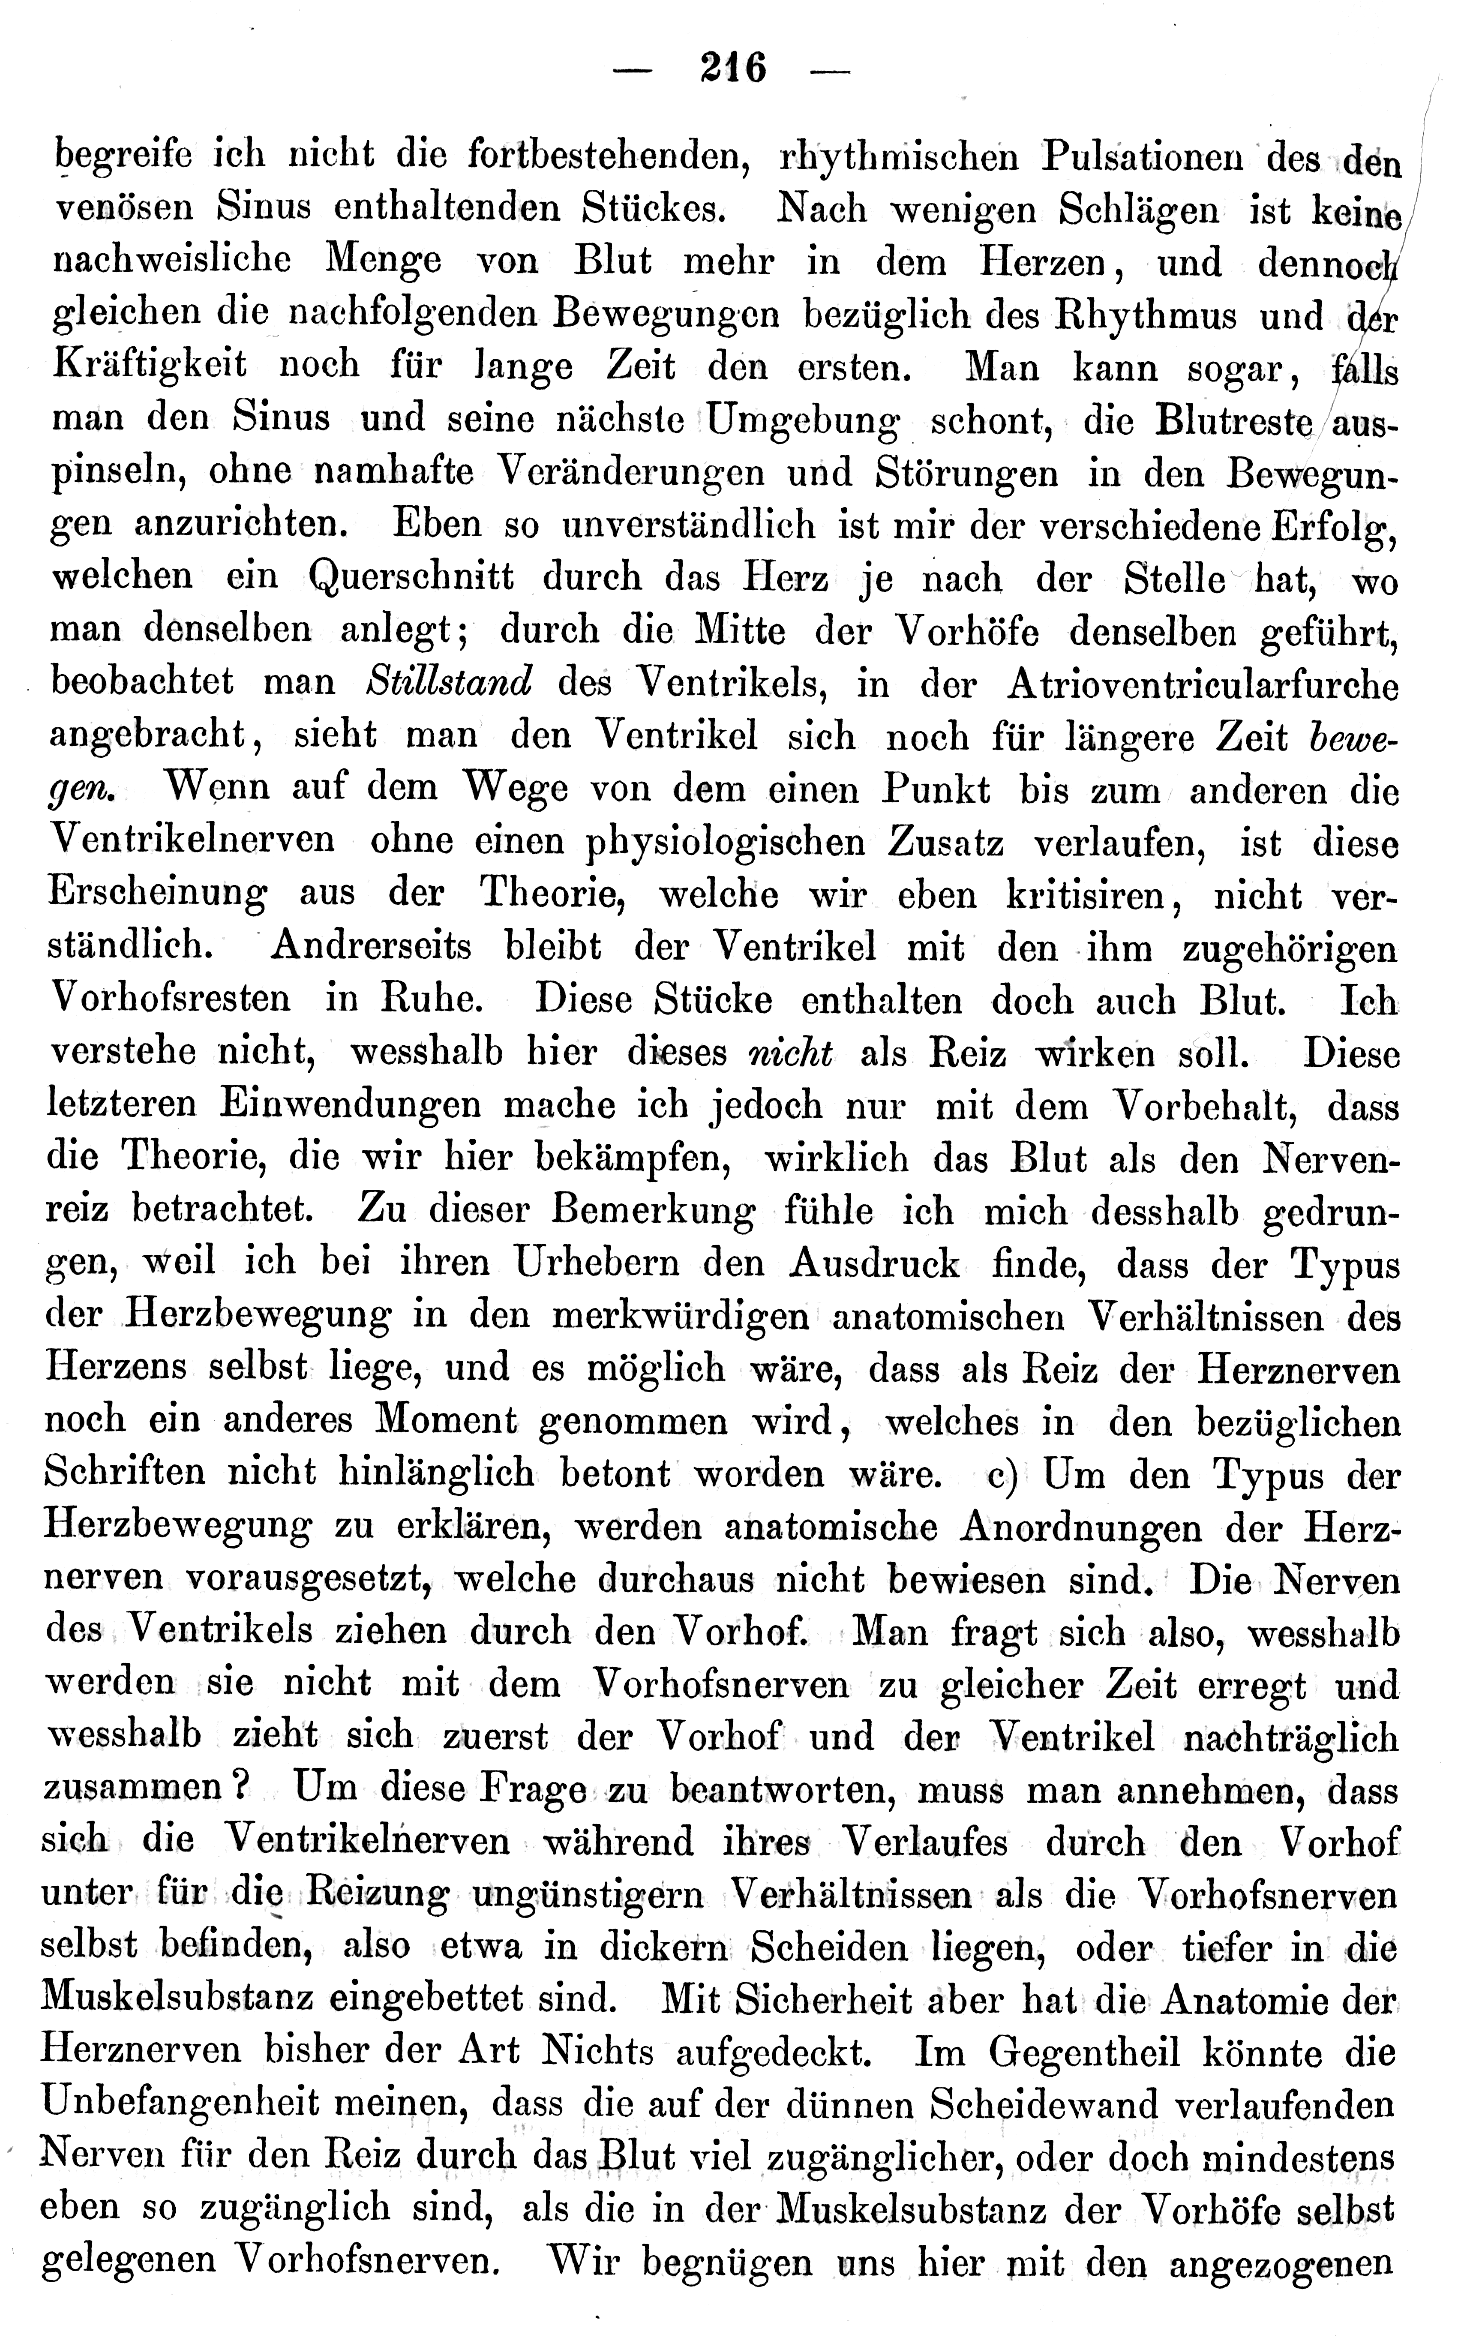 — 216 —
begreife ich nicht die fortbestehenden, rhythmischen Pulsationen des den
venösen Sinus enthaltenden Stückes. Nach wenigen Schlägen ist keine
nachweisliche Menge von Blut mehr in dem Herzen, und dennoch
gleichen die nachfolgenden Bewegungen bezüglich des Rhythmus und der
Kräftigkeit noch für lange Zeit den ersten. Man kann sogar, falls
man den Sinus und seine nächste Umgebung schont, die Blutreste aus-
pinseln, ohne namhafte Veränderungen und Störungen in den Bewegun-
gen anzurichten. Eben so unverständlich ist mir der verschiedene Erfolg,
welchen ein Querschnitt durch das Herz je nach der Stelle hat, wo
man denselben anlegt; durch die Mitte der Vorhöfe denselben geführt,
beobachtet man Stillstand des Ventrikels, in der Atrioventricularfurche
angebracht, sieht man den Ventrikel sich noch für längere Zeit bewe-
gen. Wenn auf dem Wege von dem einen Punkt bis zum anderen die
Ventrikelnerven ohne einen physiologischen Zusatz verlaufen, ist diese
Erscheinung aus der Theorie, welche wir eben kritisiren, nicht ver-
ständlich. Andrerseits bleibt der Ventrikel mit den ihm zugehörigen
Vorhofsresten in Ruhe. Diese Stücke enthalten doch auch Blut. Ich
verstehe nicht, wesshalb hier dieses nicht als Reiz wirken soll. Diese
letzteren Einwendungen mache ich jedoch nur mit dem Vorbehalt, dass
die Theorie, die wir hier bekämpfen, wirklich das Blut als den Nerven-
reiz betrachtet. Zu dieser Bemerkung fühle ich mich desshalb gedrun-
gen, weil ich bei ihren Urhebern den Ausdruck finde, dass der Typus
der Herzbewegung in den merkwürdigen anatomischen Verhältnissen des
Herzens selbst liege, und es möglich wäre, dass als Reiz der Herznerven
noch ein anderes Moment genommen wird, welches in den bezüglichen
Schriften nicht hinlänglich betont worden wäre. c) Um den Typus der
Herzbewegung zu erklären, werden anatomische Anordnungen der Herz-
nerven vorausgesetzt, welche durchaus nicht bewiesen sind. Die Nerven
des Ventrikels ziehen durch den Vorhof. Man fragt sich also, wesshalb
werden sie nicht mit dem Vorhofsnerven zu gleicher Zeit erregt und
wesshalb zieht sich zuerst der Vorhof und der Ventrikel nachträglich
zusammen? Um diese Frage zu beantworten, muss man annehmen, dass
sich die Ventrikelnerven während ihres Verlaufes durch den Vorhof
unter für die Reizung ungünstigern Verhältnissen als die Vorhofsnerven
selbst befinden, also etwa in dickern Scheiden liegen, oder tiefer in die
Muskelsubstanz eingebettet sind. Mit Sicherheit aber hat die Anatomie der
Herznerven bisher der Art Nichts aufgedeckt. Im Gegentheil könnte die
Unbefangenheit meinen, dass die auf der dünnen Scheidewand verlaufenden
Nerven für den Reiz durch das Blut viel zugänglicher, oder doch mindestens
eben so zugänglich sind, als die in der Muskelsubstanz der Vorhöfe selbst
gelegenen Vorhofsnerven. Wir begnügen uns hier mit den angezogenen